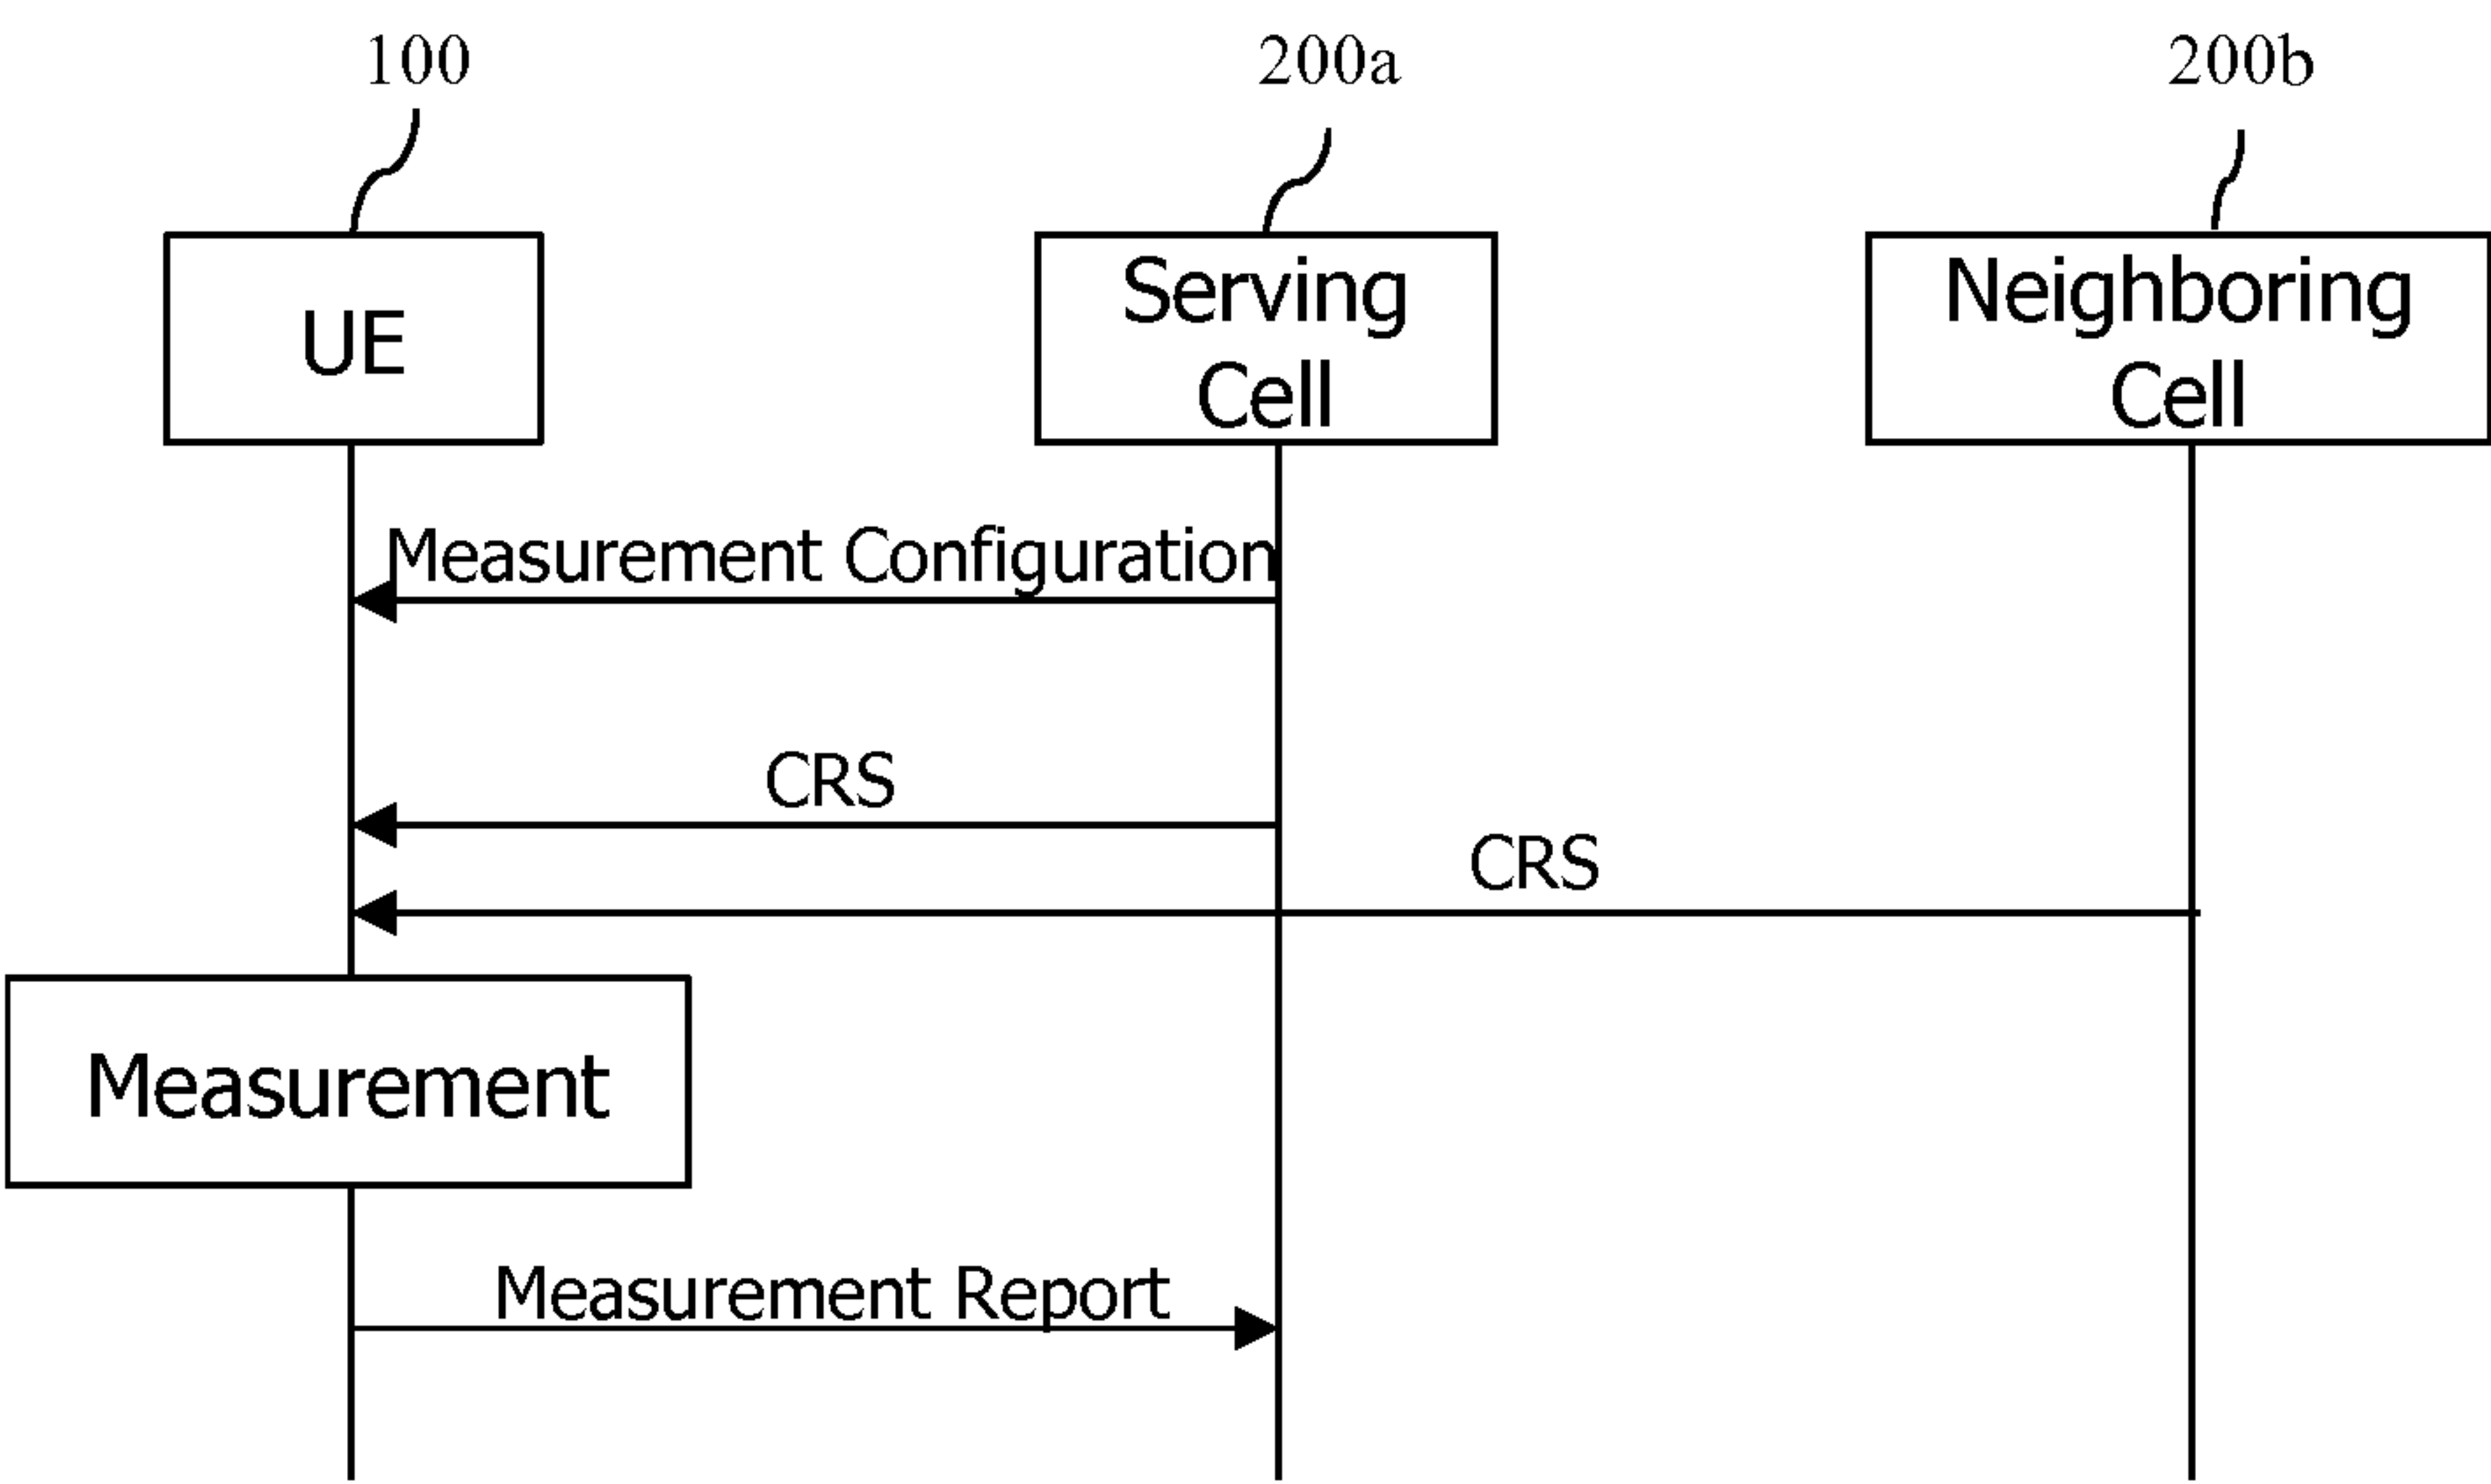 100
200a
200b
UE
Serving
Cell
Neighboring
Cell
Measurement Configuration
CRS
CRS
Measurement
Measurement Report